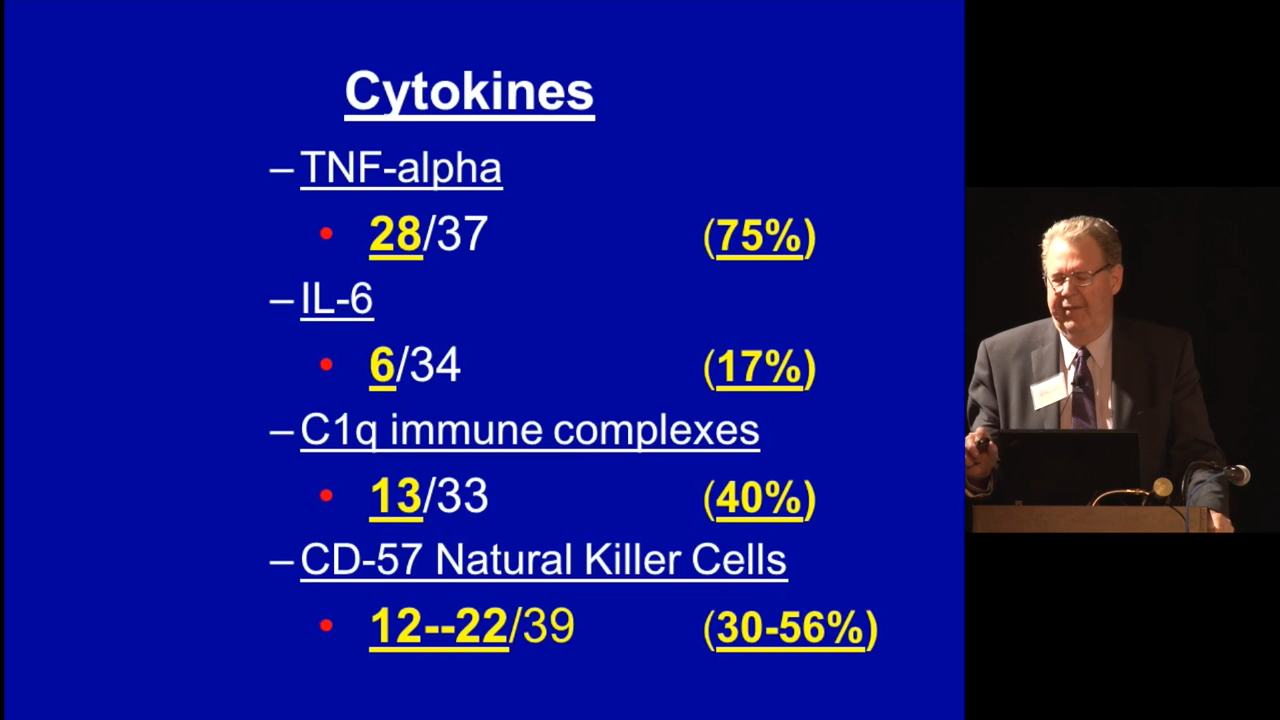 Cytokines
– TNF-alpha
• 28/37 (75%)
– IL-6
• 6/34 (17%)
– C1q immune complexes
• 13/33 (40%)
– CD-57 Natural Killer Cells
• 12--22/39 (30-56%)